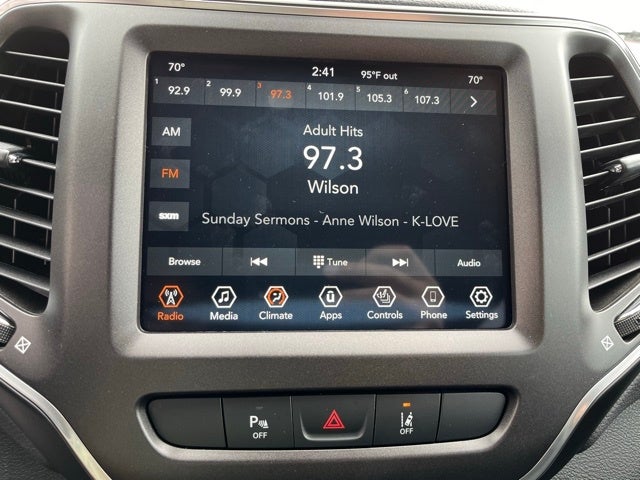 70° 2:41 95°F out 70°
1 92.9 2 99.9 3 97.3 4 101.9 5 105.3 6 107.3
AM
Adult Hits
97.3
FM
Wilson
sxm
Sunday Sermons - Anne Wilson - K-LOVE
Browse Tune Audio
Radio Media Climate Apps Controls Phone Settings
P OFF OFF